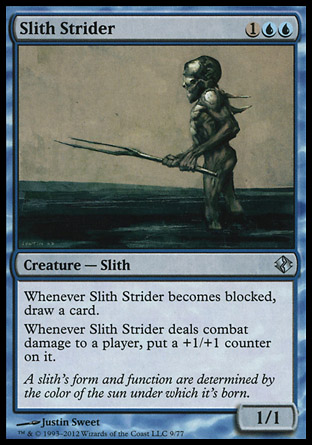 Slith Strider 1
Creature — Slith
Whenever Slith Strider becomes blocked,
draw a card.
Whenever Slith Strider deals combat
damage to a player, put a +1/+1 counter
on it.
A slith's form and function are determined by
the color of the sun under which it's born.
Justin Sweet
™ & © 1993–2012 Wizards of the Coast LLC 9/77
1/1